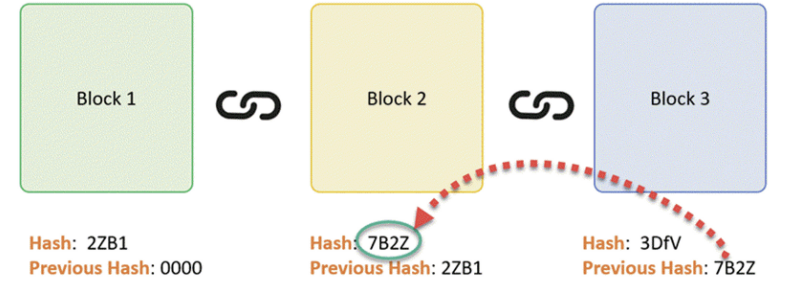 Block 1
Block 2
Block 3
Hash: 2ZB1
Previous Hash: 0000
Hash: 7B2Z
Previous Hash: 2ZB1
Hash: 3DfV
Previous Hash: 7B2Z